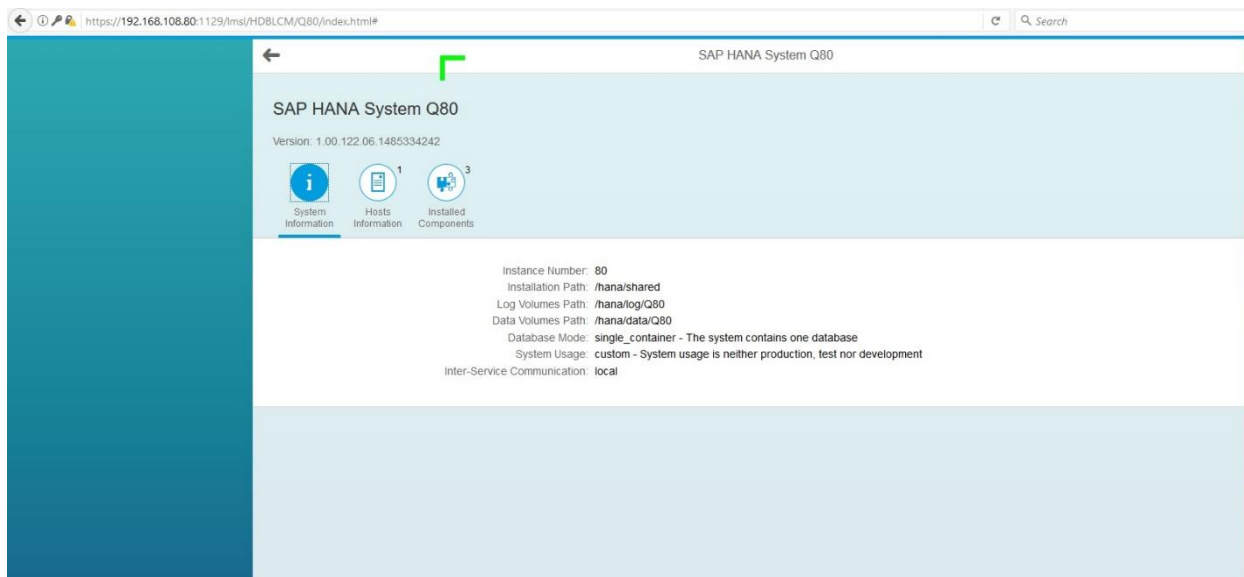 https://192.168.108.80:1129/lmsl/HDBLCM/Q80/index.html#
Search
SAP HANA System Q80
SAP HANA System Q80
Version: 1.00.122.06.1485334242
i
1
3
System Information
Hosts Information
Installed Components
Instance Number: 80
Installation Path: /hana/shared
Log Volumes Path: /hana/log/Q80
Data Volumes Path: /hana/data/Q80
Database Mode: single_container - The system contains one database
System Usage: custom - System usage is neither production, test nor development
Inter-Service Communication: local